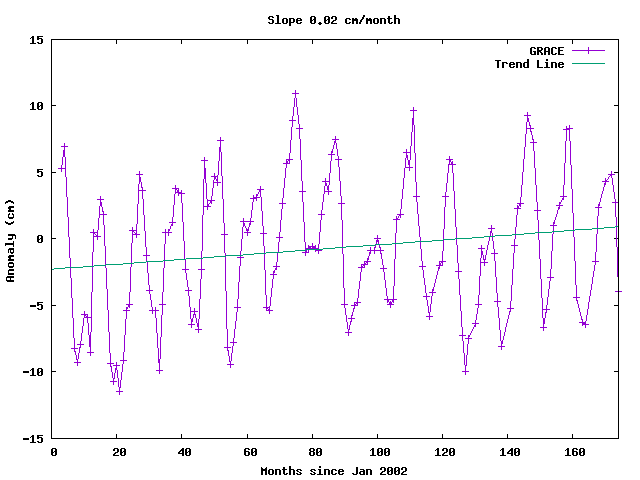 Slope 0.02 cm/month
15
10
5
0
-5
-10
-15
Anomaly (cm)
GRACE
Trend Line
0 20 40 60 80 100 120 140 160
Months since Jan 2002